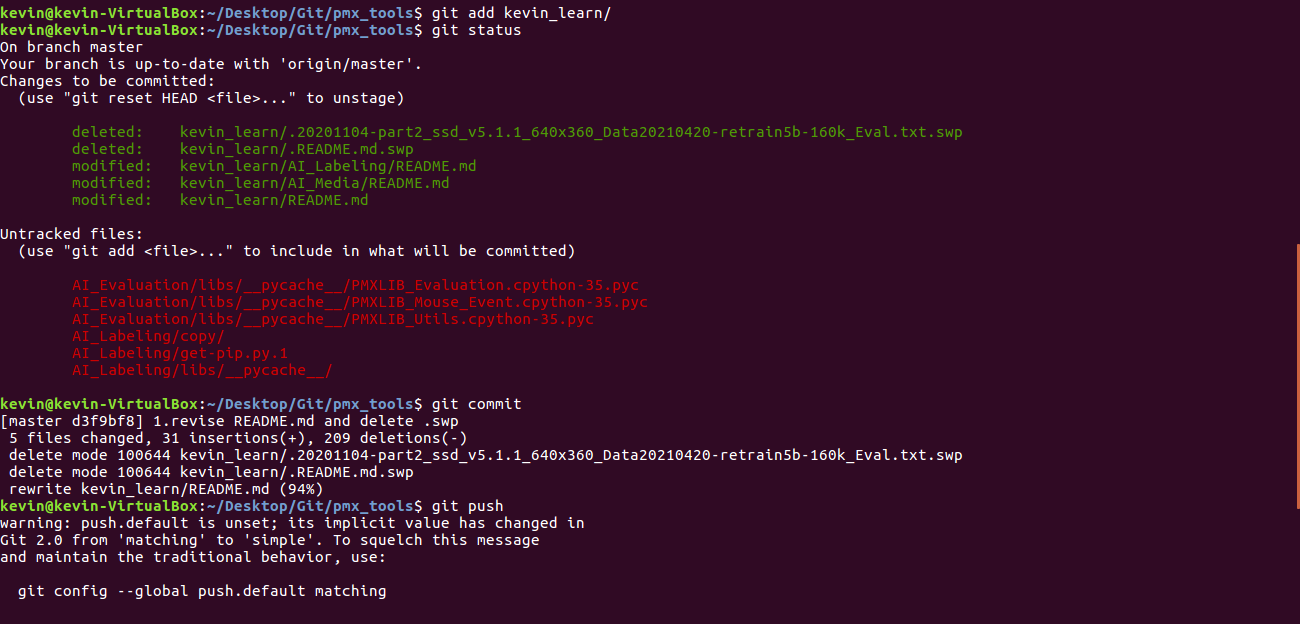 kevin@kevin-VirtualBox:~/Desktop/Git/pmx_tools$ git add kevin_learn/
kevin@kevin-VirtualBox:~/Desktop/Git/pmx_tools$ git status
On branch master
Your branch is up-to-date with 'origin/master'.
Changes to be committed:
  (use "git reset HEAD <file>..." to unstage)

        deleted:    kevin_learn/.20201104-part2_ssd_v5.1.1_640x360_Data20210420-retrain5b-160k_Eval.txt.swp
        deleted:    kevin_learn/.README.md.swp
        modified:   kevin_learn/AI_Labeling/README.md
        modified:   kevin_learn/AI_Media/README.md
        modified:   kevin_learn/README.md

Untracked files:
  (use "git add <file>..." to include in what will be committed)

        AI_Evaluation/libs/__pycache__/PMXLIB_Evaluation.cpython-35.pyc
        AI_Evaluation/libs/__pycache__/PMXLIB_Mouse_Event.cpython-35.pyc
        AI_Evaluation/libs/__pycache__/PMXLIB_Utils.cpython-35.pyc
        AI_Labeling/copy/
        AI_Labeling/get-pip.py.1
        AI_Labeling/libs/__pycache__/

kevin@kevin-VirtualBox:~/Desktop/Git/pmx_tools$ git commit
[master d3f9bf8] 1.revise README.md and delete .swp
 5 files changed, 31 insertions(+), 209 deletions(-)
 delete mode 100644 kevin_learn/.20201104-part2_ssd_v5.1.1_640x360_Data20210420-retrain5b-160k_Eval.txt.swp
 delete mode 100644 kevin_learn/.README.md.swp
 rewrite kevin_learn/README.md (94%)
kevin@kevin-VirtualBox:~/Desktop/Git/pmx_tools$ git push
warning: push.default is unset; its implicit value has changed in
Git 2.0 from 'matching' to 'simple'. To squelch this message
and maintain the traditional behavior, use:

  git config --global push.default matching